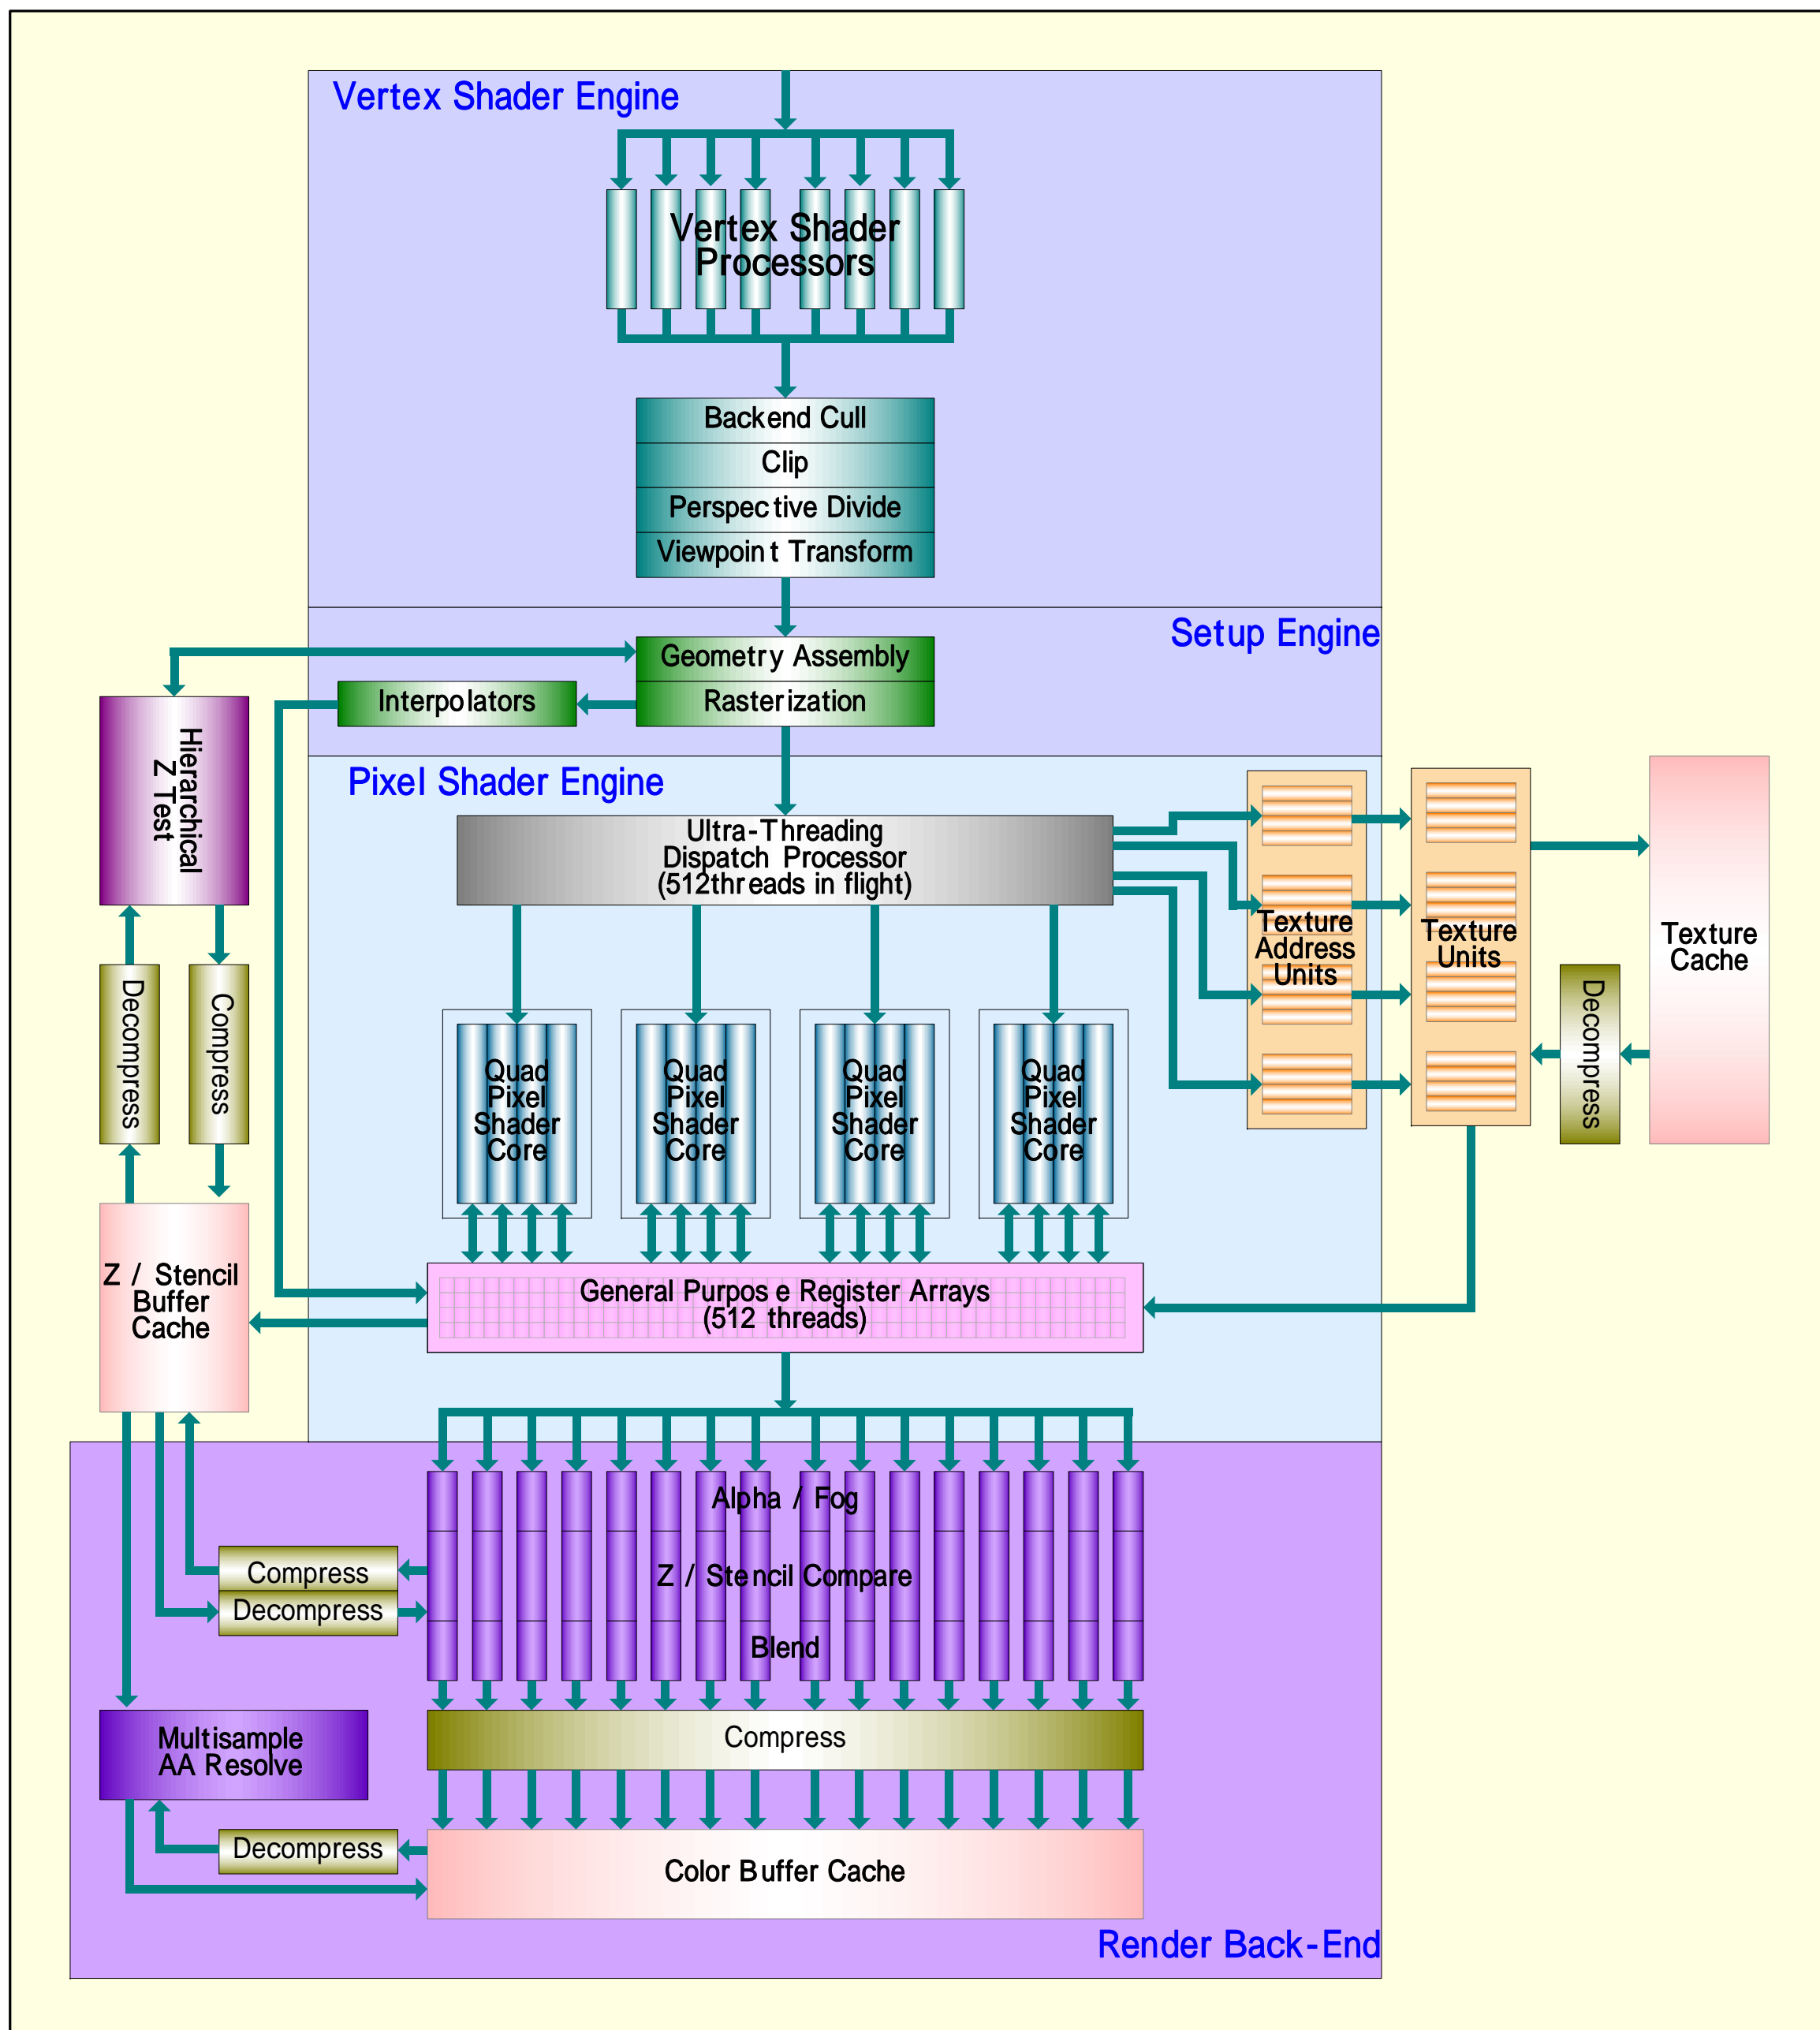 Vertex Shader Engine
Vertex Shader
Processors
Backend Cull
Clip
Perspective Divide
Viewpoint Transform
Setup Engine
Geometry Assembly
Rasterization
Interpolators
Hierarchical
Z Test
Pixel Shader Engine
Ultra-Threading
Dispatch Processor
(512threads in flight)
Texture
Address
Units
Texture
Units
Texture
Cache
Decompress
Decompress
Compress
Quad
Pixel
Shader
Core
Quad
Pixel
Shader
Core
Quad
Pixel
Shader
Core
Quad
Pixel
Shader
Core
Z / Stencil
Buffer
Cache
General Purpose Register Arrays
(512 threads)
Alpha / Fog
Z / Stencil Compare
Blend
Compress
Decompress
Multisample
AA Resolve
Compress
Decompress
Color Buffer Cache
Render Back-End